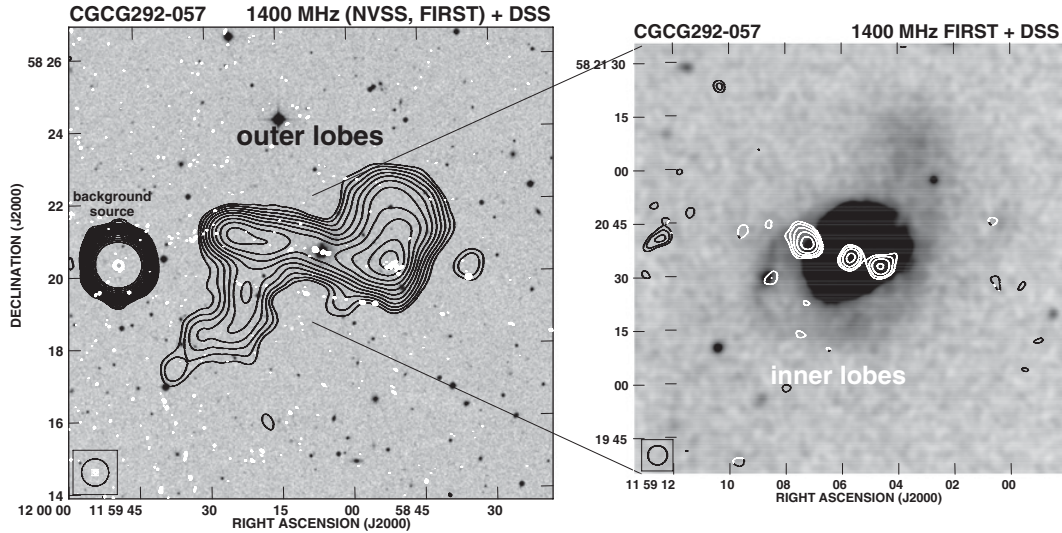 CGCG292-057 1400 MHz (NVSS, FIRST) + DSS
58 26
24
22
20
18
16
14
DECLINATION (J2000)
outer lobes
background
source
12 00 00 11 59 45 30 15 00 58 45 30
RIGHT ASCENSION (J2000)
CGCG292-057 1400 MHz FIRST + DSS
58 21 30
15
00
20 45
30
15
00
19 45
inner lobes
11 59 12 10 08 06 04 02 00
RIGHT ASCENSION (J2000)